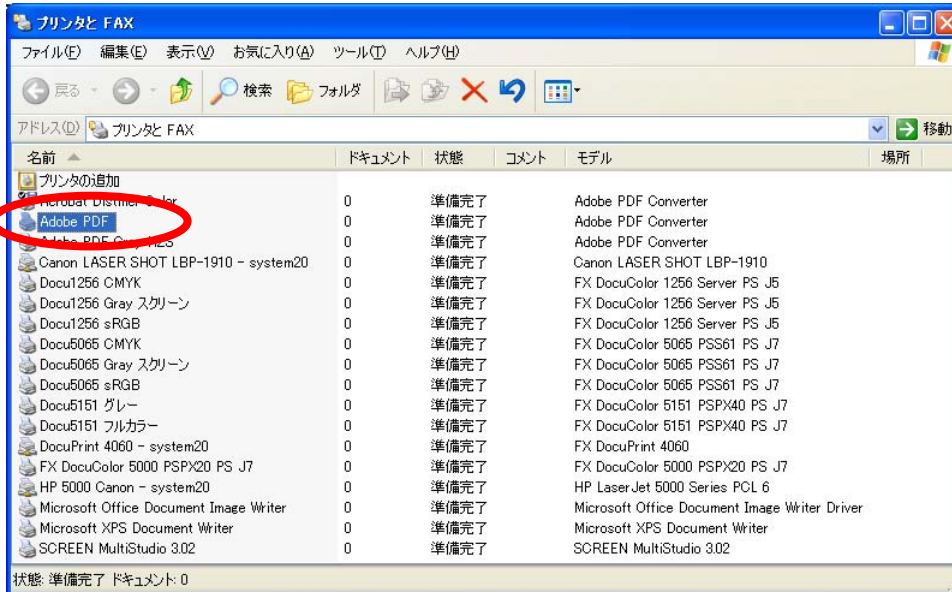 プリンタと FAX
ファイル(F) 編集(E) 表示(V) お気に入り(A) ツール(T) ヘルプ(H)
戻る 検索 フォルダ
アドレス(D) プリンタと FAX 移動
名前 ドキュメント 状態 コメント モデル 場所
プリンタの追加
Acrobat Distiller Color 0 準備完了 Adobe PDF Converter
Adobe PDF 0 準備完了 Adobe PDF Converter
Adobe PDF Gray H2S 0 準備完了 Adobe PDF Converter
Canon LASER SHOT LBP-1910 - system20 0 準備完了 Canon LASER SHOT LBP-1910
Docu1256 CMYK 0 準備完了 FX DocuColor 1256 Server PS J5
Docu1256 Gray スクリーン 0 準備完了 FX DocuColor 1256 Server PS J5
Docu1256 sRGB 0 準備完了 FX DocuColor 1256 Server PS J5
Docu5065 CMYK 0 準備完了 FX DocuColor 5065 PSS61 PS J7
Docu5065 Gray スクリーン 0 準備完了 FX DocuColor 5065 PSS61 PS J7
Docu5065 sRGB 0 準備完了 FX DocuColor 5065 PSS61 PS J7
Docu5151 グレー 0 準備完了 FX DocuColor 5151 PSPX40 PS J7
Docu5151 フルカラー 0 準備完了 FX DocuColor 5151 PSPX40 PS J7
DocuPrint 4060 - system20 0 準備完了 FX DocuPrint 4060
FX DocuColor 5000 PSPX20 PS J7 0 準備完了 FX DocuColor 5000 PSPX20 PS J7
HP 5000 Canon - system20 0 準備完了 HP LaserJet 5000 Series PCL 6
Microsoft Office Document Image Writer 0 準備完了 Microsoft Office Document Image Writer Driver
Microsoft XPS Document Writer 0 準備完了 Microsoft XPS Document Writer
SCREEN MultiStudio 3.02 0 準備完了 SCREEN MultiStudio 3.02
状態: 準備完了 ドキュメント: 0